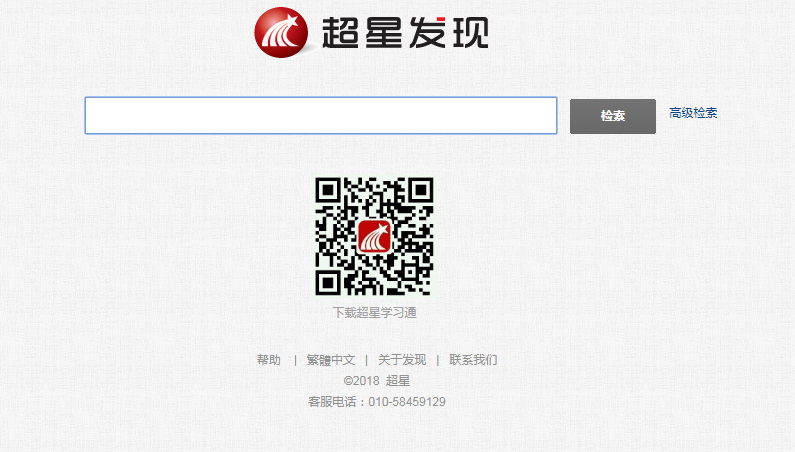 超星发现
检索 高级检索
下载超星学习通
帮助 | 繁體中文 | 关于发现 | 联系我们
©2018 超星
客服电话：010-58459129